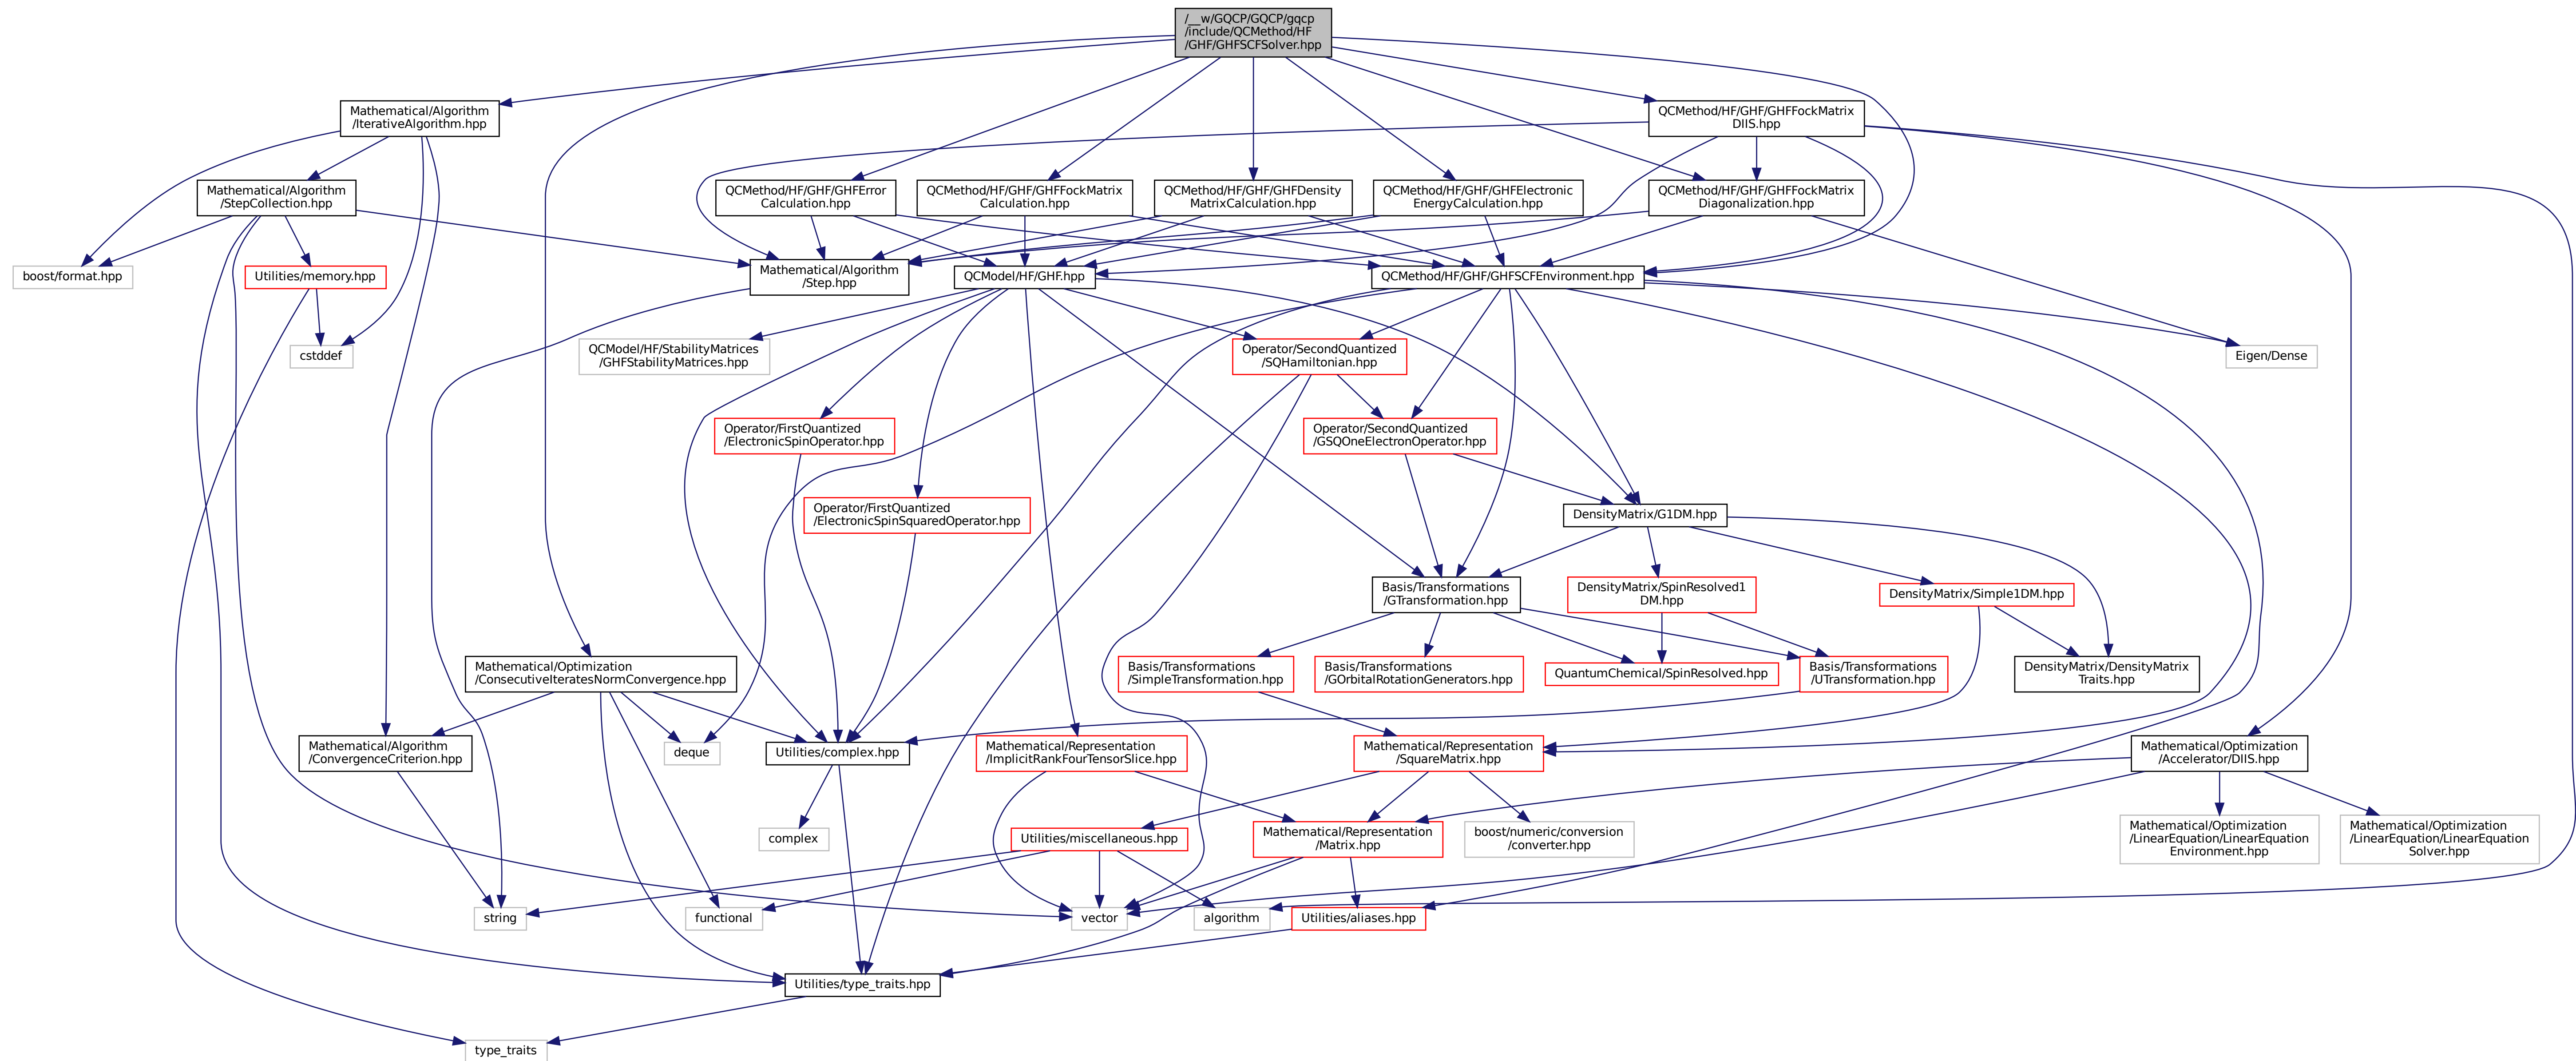 /__w/GQCP/GQCP/gqcp
/include/QCMethod/HF
/GHF/GHFSCFSolver.hpp
Mathematical/Algorithm
/IterativeAlgorithm.hpp
QCMethod/HF/GHF/GHFFockMatrix
DIIS.hpp
Mathematical/Algorithm
/StepCollection.hpp
QCMethod/HF/GHF/GHFError
Calculation.hpp
QCMethod/HF/GHF/GHFFockMatrix
Calculation.hpp
QCMethod/HF/GHF/GHFDensity
MatrixCalculation.hpp
QCMethod/HF/GHF/GHFElectronic
EnergyCalculation.hpp
QCMethod/HF/GHF/GHFFockMatrix
Diagonalization.hpp
boost/format.hpp
Utilities/memory.hpp
Mathematical/Algorithm
/Step.hpp
QCModel/HF/GHF.hpp
QCMethod/HF/GHF/GHFSCFEnvironment.hpp
cstddef
QCModel/HF/StabilityMatrices
/GHFStabilityMatrices.hpp
Operator/SecondQuantized
/SQHamiltonian.hpp
Eigen/Dense
Operator/FirstQuantized
/ElectronicSpinOperator.hpp
Operator/SecondQuantized
/GSQOneElectronOperator.hpp
Operator/FirstQuantized
/ElectronicSpinSquaredOperator.hpp
DensityMatrix/G1DM.hpp
Basis/Transformations
/GTransformation.hpp
DensityMatrix/SpinResolved1
DM.hpp
DensityMatrix/Simple1DM.hpp
Mathematical/Optimization
/ConsecutiveIteratesNormConvergence.hpp
Basis/Transformations
/SimpleTransformation.hpp
Basis/Transformations
/GOrbitalRotationGenerators.hpp
QuantumChemical/SpinResolved.hpp
Basis/Transformations
/UTransformation.hpp
DensityMatrix/DensityMatrix
Traits.hpp
Mathematical/Algorithm
/ConvergenceCriterion.hpp
deque
Utilities/complex.hpp
Mathematical/Representation
/ImplicitRankFourTensorSlice.hpp
Mathematical/Representation
/SquareMatrix.hpp
Mathematical/Optimization
/Accelerator/DIIS.hpp
complex
Utilities/miscellaneous.hpp
Mathematical/Representation
/Matrix.hpp
boost/numeric/conversion
/converter.hpp
Mathematical/Optimization
/LinearEquation/LinearEquation
Environment.hpp
Mathematical/Optimization
/LinearEquation/LinearEquation
Solver.hpp
string
functional
vector
algorithm
Utilities/aliases.hpp
Utilities/type_traits.hpp
type_traits